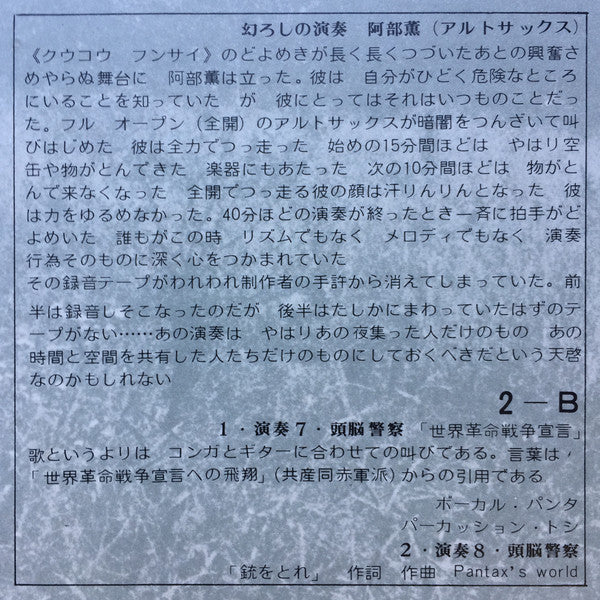 幻ろしの演奏　阿部薫（アルトサックス）
《クウコウ　フンサイ》のどよめきが長く長くつづいたあとの興奮さ
めやらぬ舞台に　阿部薫は立った。彼は　自分がひどく危険なところ
にいることを知っていた　が　彼にとってはそれはいつものことだっ
た。フル　オープン（全開）のアルトサックスが暗闇をつんざいて叫
びはじめた　彼は全力でつっ走った　始めの15分間ほどは　やはり空
缶や物がとんできた　楽器にもあたった　次の10分間ほどは　物がと
んで来なくなった　全開でつっ走る彼の顔は汗りんりんとなった　彼
は力をゆるめなかった。40分ほどの演奏が終ったとき一斉に拍手がど
よめいた　誰もがこの時　リズムでもなく　メロディでもなく　演奏
行為そのものに深く心をつかまれていた
その録音テープがわれわれ制作者の手許から消えてしまっていた。前
半は録音しそこなったのだが　後半はたしかにまわっていたはずのテ
ープがない……あの演奏は　やはりあの夜集った人だけのもの　あの
時間と空間を共有した人たちだけのものにしておくべきだという天啓
なのかもしれない
2－B
1・演奏7・頭脳警察　「世界革命戦争宣言」
歌というよりは　コンガとギターに合わせての叫びである。言葉は，
「世界革命戦争宣言への飛翔」（共産同赤軍派）からの引用である
ボーカル・パンタ
パーカッション・トシ
2・演奏8・頭脳警察
「銃をとれ」　作詞　作曲　Pantax's world